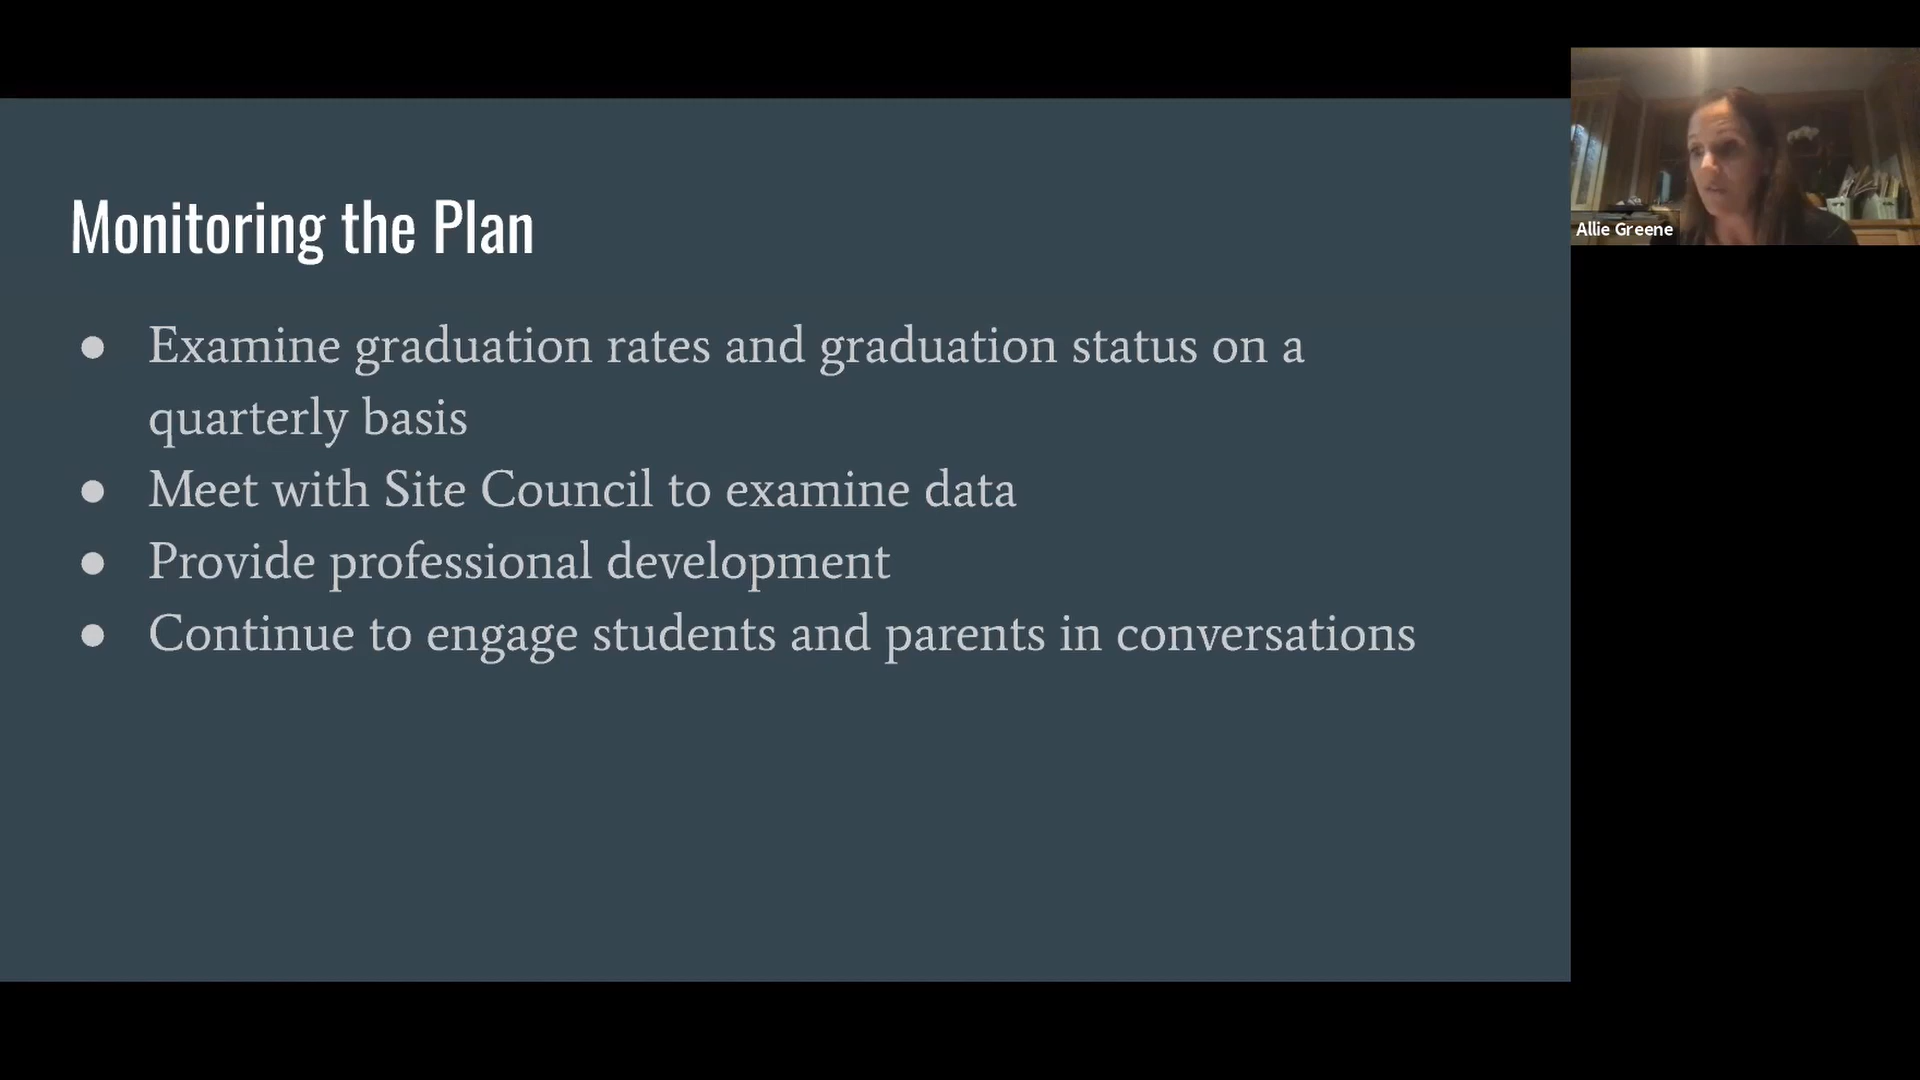 Monitoring the Plan
● Examine graduation rates and graduation status on a
quarterly basis
● Meet with Site Council to examine data
● Provide professional development
● Continue to engage students and parents in conversations
Allie Greene